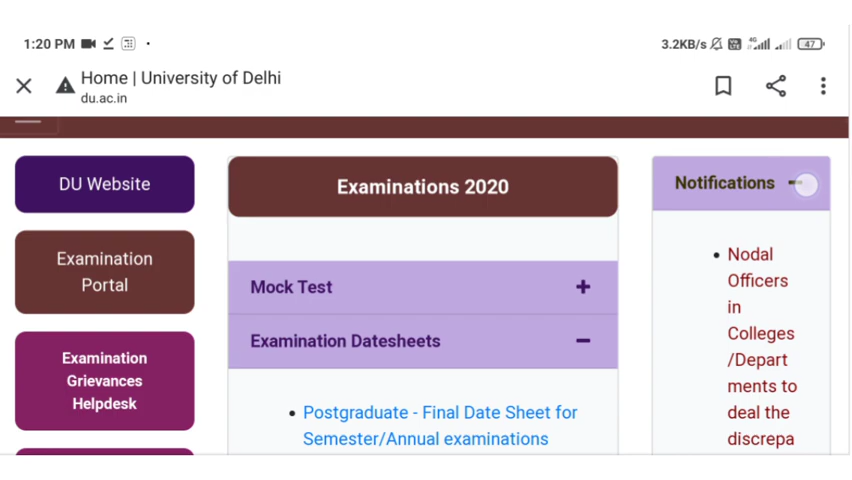 1:20 PM
3.2KB/s
4G
47
Home | University of Delhi
du.ac.in
DU Website
Examination
Portal
Examination
Grievances
Helpdesk
Examinations 2020
Mock Test
Examination Datesheets
Postgraduate - Final Date Sheet for
Semester/Annual examinations
Notifications
Nodal
Officers
in
Colleges
/Depart
ments to
deal the
discrepa